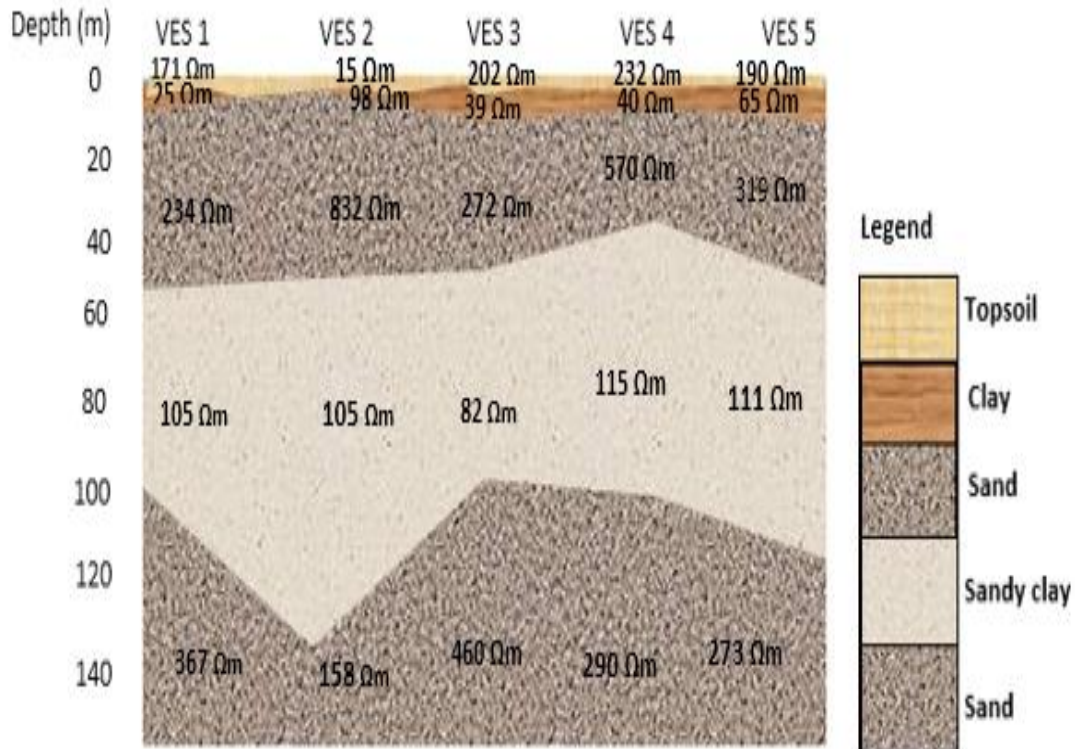 Depth (m) VES 1 VES 2 VES 3 VES 4 VES 5
0 171 Ωm 15 Ωm 202 Ωm 232 Ωm 190 Ωm
25 Ωm 98 Ωm 39 Ωm 40 Ωm 65 Ωm
20 570 Ωm 319 Ωm
234 Ωm 832 Ωm 272 Ωm
40
60
80 115 Ωm 111 Ωm
105 Ωm 105 Ωm 82 Ωm
100
120
140 367 Ωm 158 Ωm 460 Ωm 290 Ωm 273 Ωm
Legend
Topsoil
Clay
Sand
Sandy clay
Sand